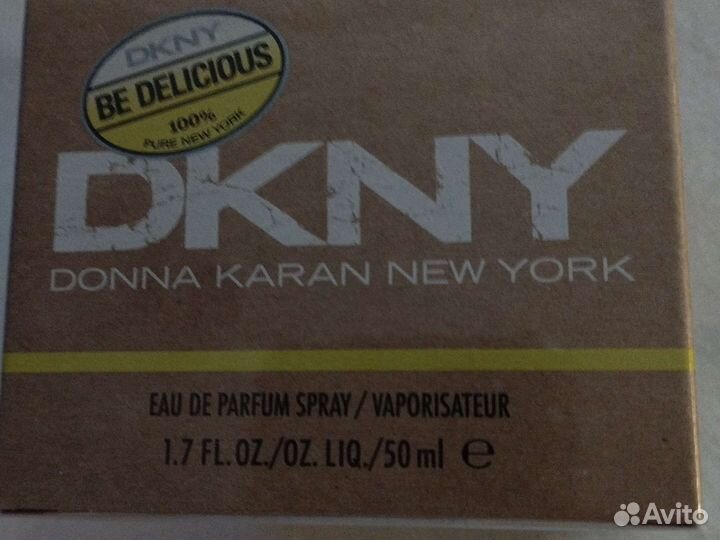 DKNY
BE DELICIOUS
100%
PURE NEW YORK
DKNY
DONNA KARAN NEW YORK
EAU DE PARFUM SPRAY / VAPORISATEUR
1.7 FL.OZ./OZ. LIQ./50 ml e
Avito